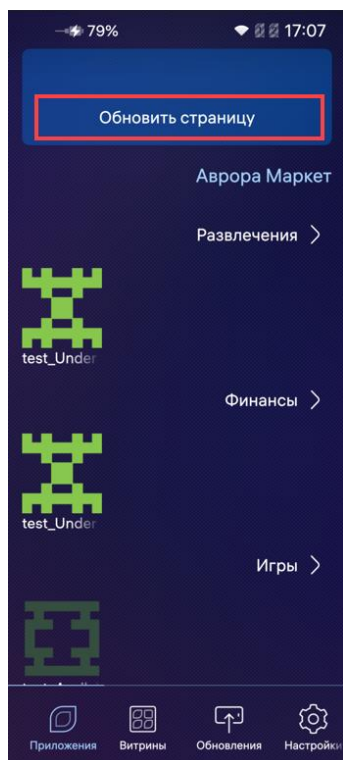 79%
17:07
Обновить страницу
Аврора Маркет
Развлечения
test_Under
Финансы
test_Under
Игры
Приложения
Витрины
Обновления
Настройки